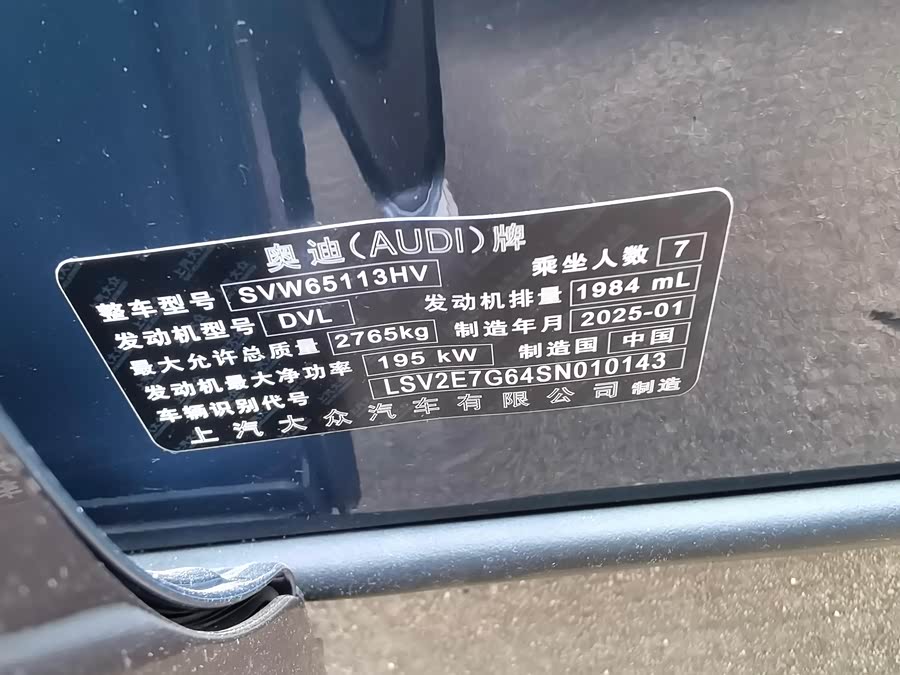 奥迪(AUDI)牌
整车型号 SVW65113HV 乘坐人数 7
发动机型号 DVL 发动机排量 1984 mL
最大允许总质量 2765kg 制造年月 2025-01
发动机最大净功率 195 kW 制造国 中国
车辆识别代号 LSV2E7G64SN010143
上汽大众汽车有限公司 制造